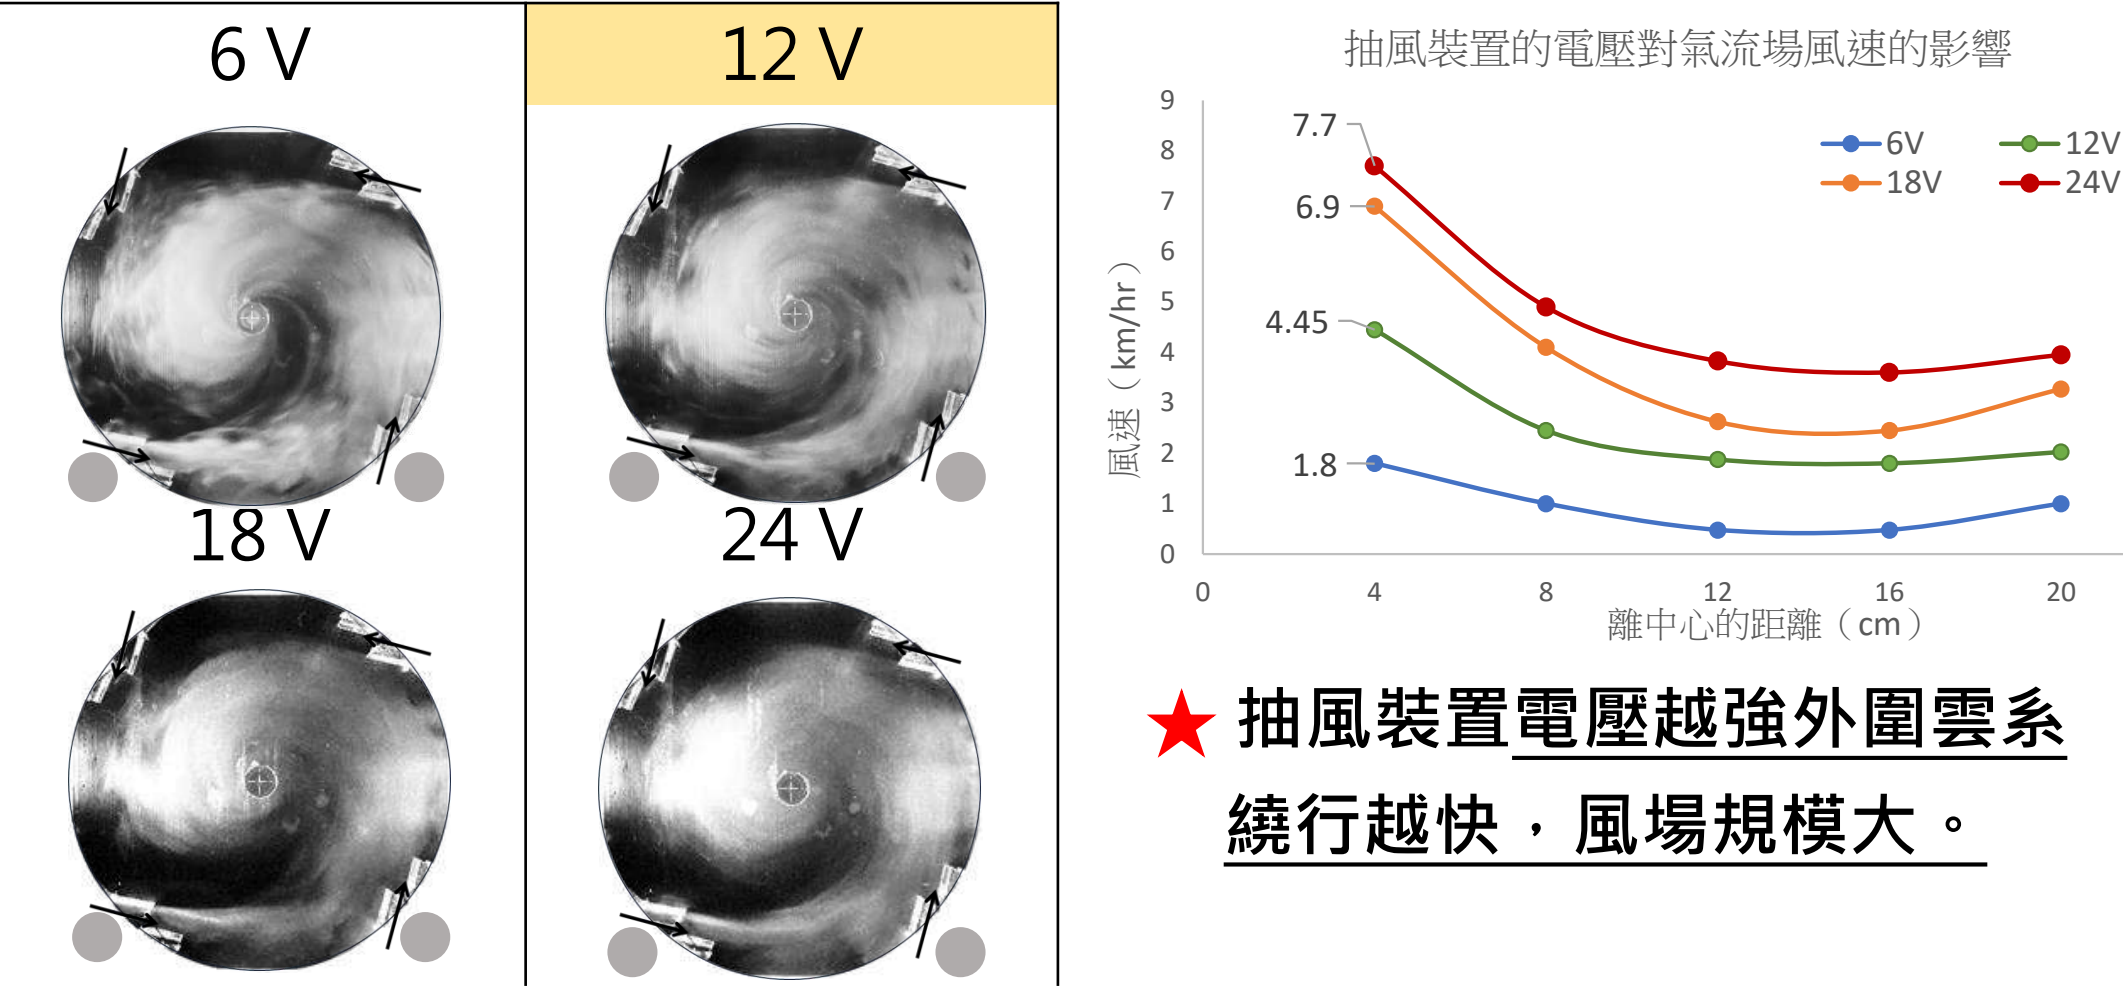 6 V
12 V
18 V
24 V
抽風裝置的電壓對氣流場風速的影響
9
8
7
6
5
4
3
2
1
0
風速（km/hr）
7.7
6.9
4.45
1.8
6V
12V
18V
24V
0
4
8
12
16
20
離中心的距離（cm）
★ 抽風裝置電壓越強外圍雲系
繞行越快，風場規模大。